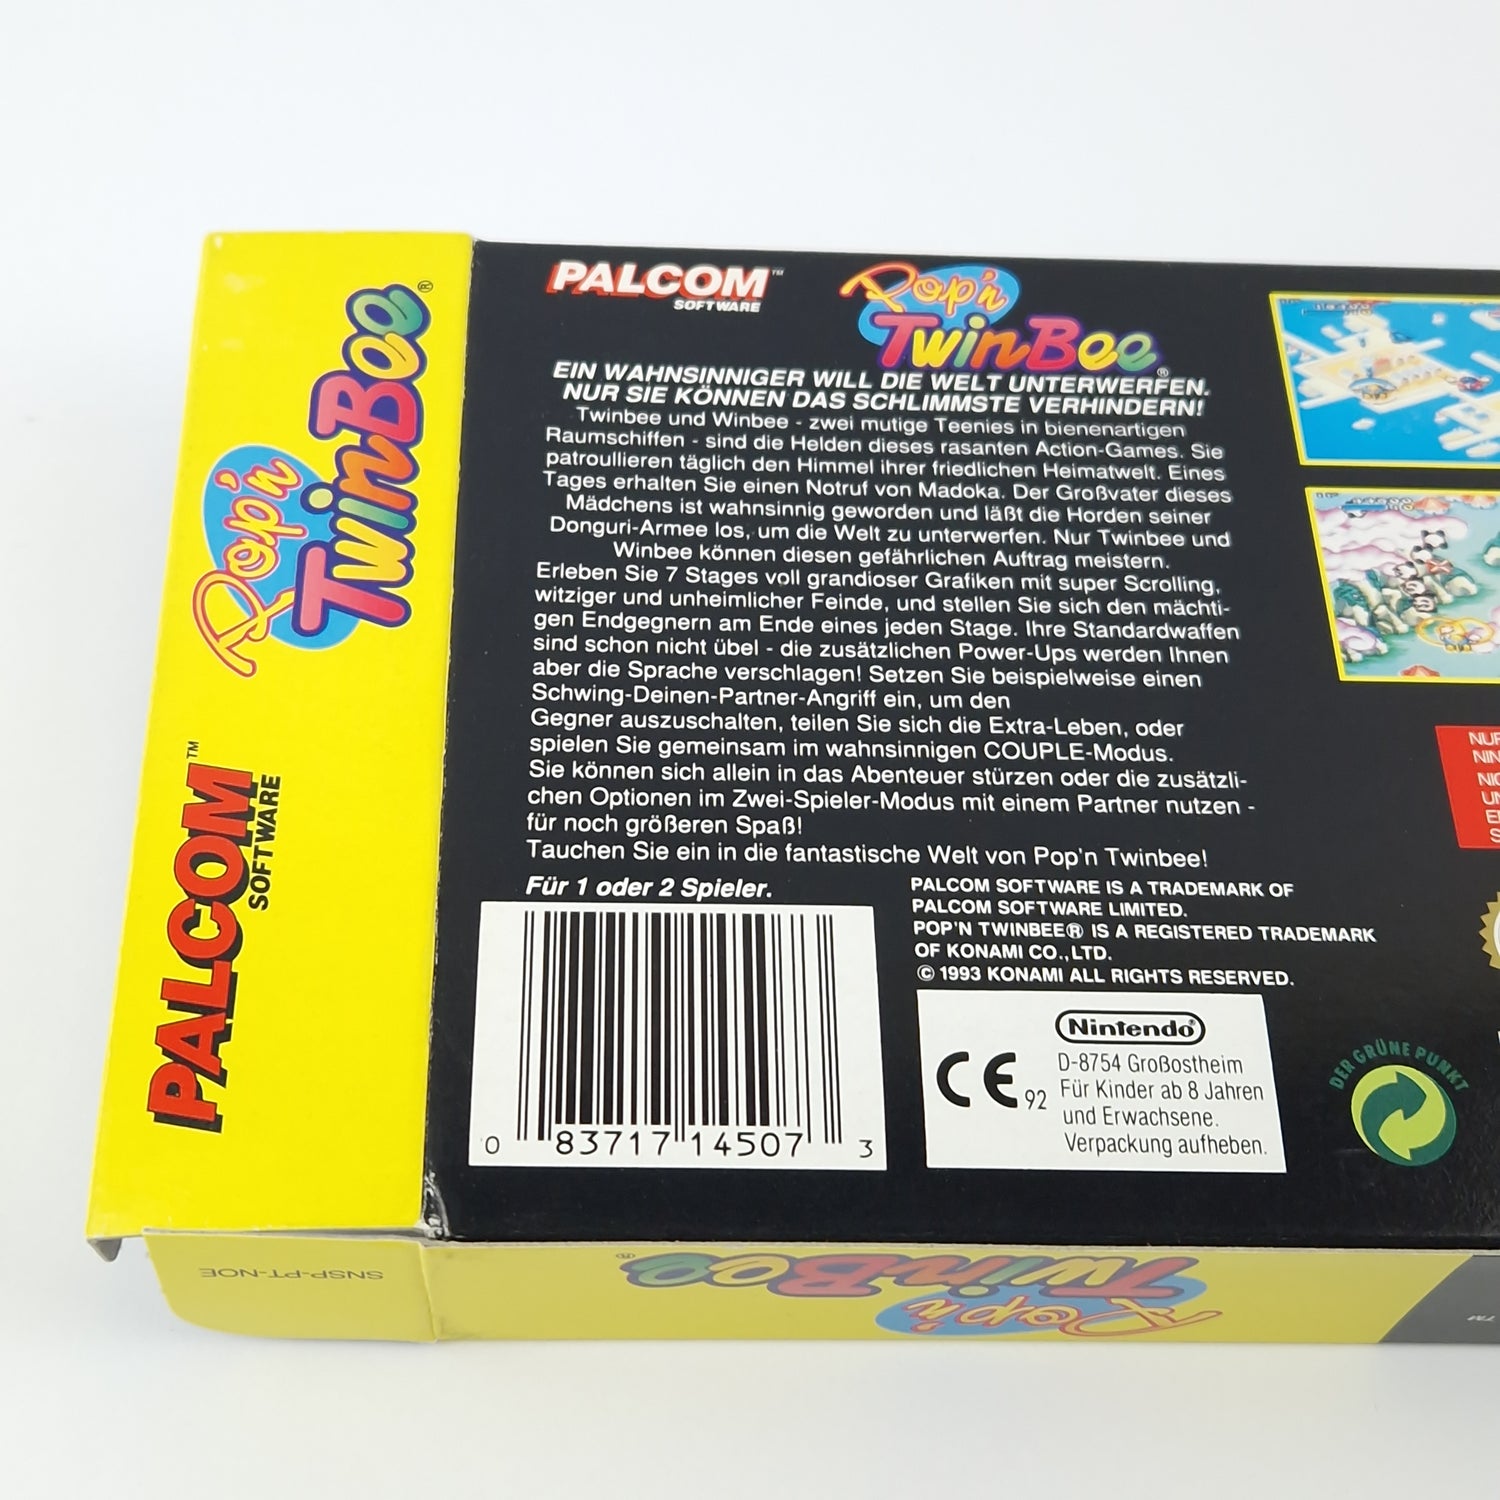 Pop'n
TwinBee®
PALCOM™
SOFTWARE
PALCOM™
SOFTWARE
Pop'n
TwinBee®
EIN WAHNSINNIGER WILL DIE WELT UNTERWERFEN.
NUR SIE KÖNNEN DAS SCHLIMMSTE VERHINDERN!
Twinbee und Winbee - zwei mutige Teenies in bienenartigen
Raumschiffen - sind die Helden dieses rasanten Action-Games. Sie
patroullieren täglich den Himmel ihrer friedlichen Heimatwelt. Eines
Tages erhalten Sie einen Notruf von Madoka. Der Großvater dieses
Mädchens ist wahnsinnig geworden und läßt die Horden seiner
Donguri-Armee los, um die Welt zu unterwerfen. Nur Twinbee und
Winbee können diesen gefährlichen Auftrag meistern.
Erleben Sie 7 Stages voll grandioser Grafiken mit super Scrolling,
witziger und unheimlicher Feinde, und stellen Sie sich den mächti-
gen Endgegnern am Ende eines jeden Stage. Ihre Standardwaffen
sind schon nicht übel - die zusätzlichen Power-Ups werden Ihnen
aber die Sprache verschlagen! Setzen Sie beispielweise einen
Schwing-Deinen-Partner-Angriff ein, um den
Gegner auszuschalten, teilen Sie sich die Extra-Leben, oder
spielen Sie gemeinsam im wahnsinnigen COUPLE-Modus.
Sie können sich allein in das Abenteuer stürzen oder die zusätzli-
chen Optionen im Zwei-Spieler-Modus mit einem Partner nutzen -
für noch größeren Spaß!
Tauchen Sie ein in die fantastische Welt von Pop'n Twinbee!
Für 1 oder 2 Spieler.
PALCOM SOFTWARE IS A TRADEMARK OF
PALCOM SOFTWARE LIMITED.
POP'N TWINBEE® IS A REGISTERED TRADEMARK
OF KONAMI CO., LTD.
© 1993 KONAMI ALL RIGHTS RESERVED.
0 83717 14507 3
Nintendo®
CE 92
D-8754 Großostheim
Für Kinder ab 8 Jahren
und Erwachsene.
Verpackung aufheben.
DER GRÜNE PUNKT
NUR
SNSP-PT-NOE
Pop'n
TwinBee®
TM